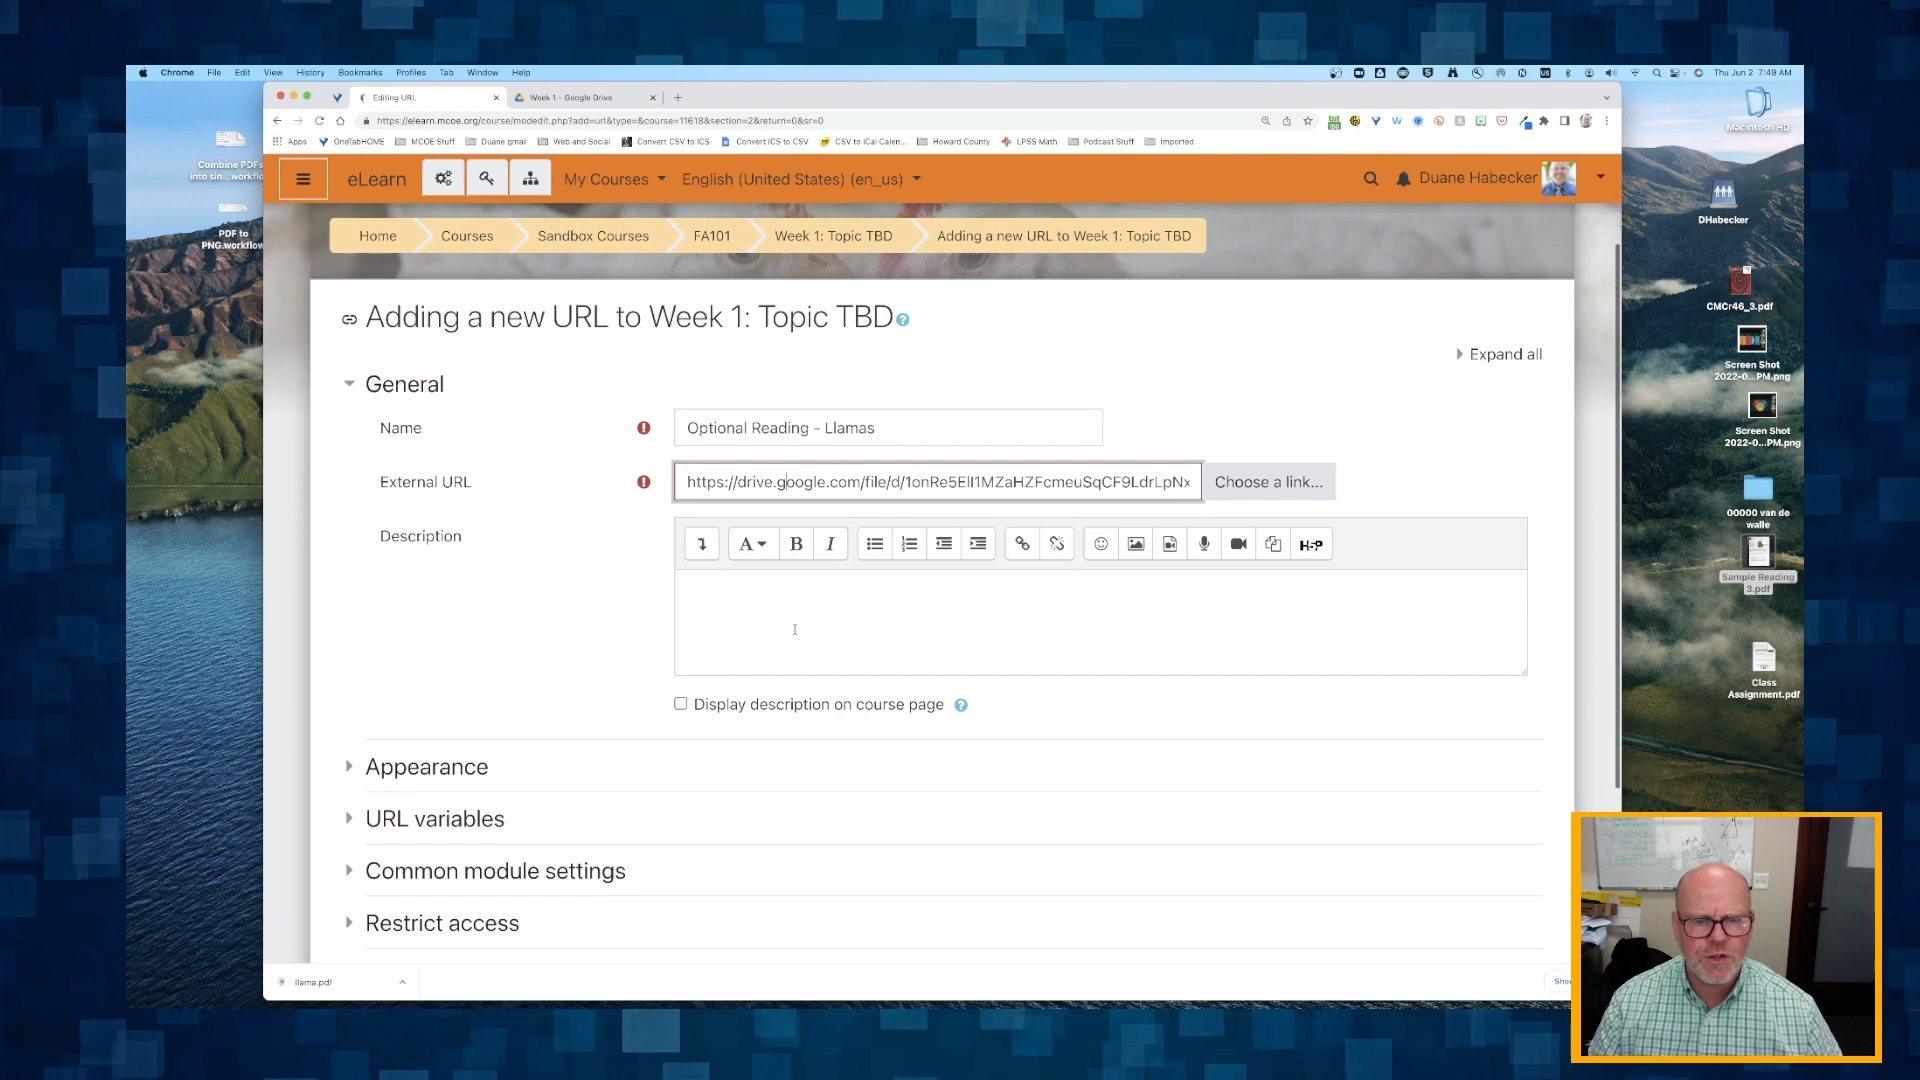 Chrome File Edit View History Bookmarks Profiles Tab Window Help
Thu Jun 2 7:49 AM
Editing URL
Week 1 - Google Drive
https://elearn.mcoe.org/course/modedit.php?add=url&type=&course=11618&section=2&return=0&sr=0
Apps OneTabHOME MCOE Stuff Duane gmail Web and Social Convert CSV to ICS Convert ICS to CSV CSV to iCal Calen... Howard County LPSS Math Podcast Stuff Imported
eLearn My Courses English (United States) (en_us) Duane Habecker
Home Courses Sandbox Courses FA101 Week 1: Topic TBD Adding a new URL to Week 1: Topic TBD
Adding a new URL to Week 1: Topic TBD
Expand all
General
Name
Optional Reading - Llamas
External URL
https://drive.google.com/file/d/1onRe5Ell1MZaHZFcmeuSqCF9LdrLpNx
Choose a link...
Description
A B I
H-P
Display description on course page
Appearance
URL variables
Common module settings
Restrict access
llama.pdf
Combine PDFs
into sin...workflo
PDF to
PNG.workflow
Macintosh HD
DHabecker
CMCr46_3.pdf
Screen Shot
2022-0...PM.png
Screen Shot
2022-0...PM.png
00000 van de
walle
Sample Reading
3.pdf
Class
Assignment.pdf